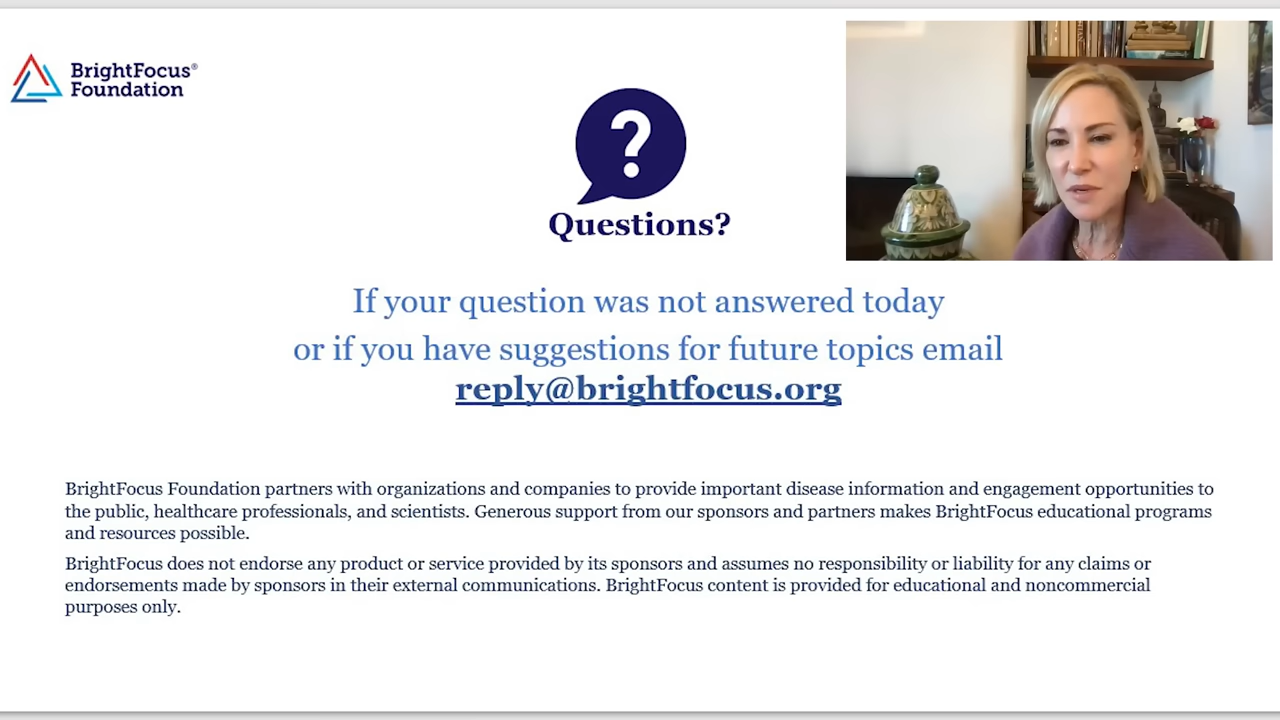 BrightFocus®
Foundation
?
Questions?
If your question was not answered today
or if you have suggestions for future topics email
reply@brightfocus.org
BrightFocus Foundation partners with organizations and companies to provide important disease information and engagement opportunities to
the public, healthcare professionals, and scientists. Generous support from our sponsors and partners makes BrightFocus educational programs
and resources possible.
BrightFocus does not endorse any product or service provided by its sponsors and assumes no responsibility or liability for any claims or
endorsements made by sponsors in their external communications. BrightFocus content is provided for educational and noncommercial
purposes only.